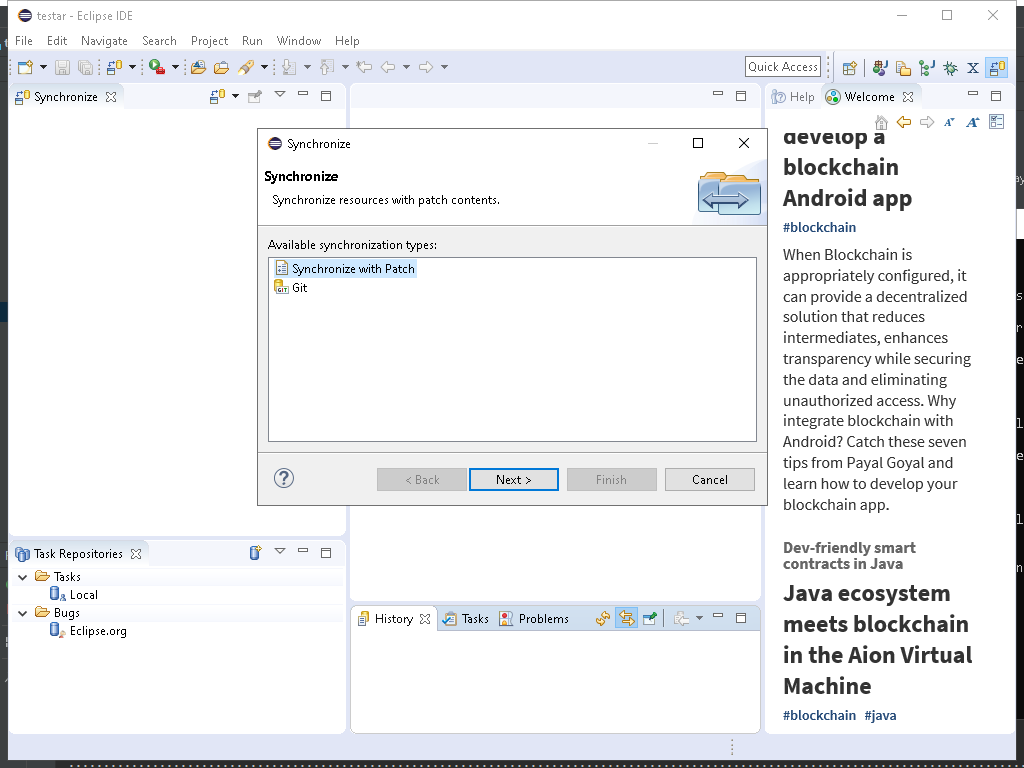 testar - Eclipse IDE
File Edit Navigate Search Project Run Window Help
Quick Access
Synchronize
Help Welcome
develop a
blockchain
Android app
#blockchain
When Blockchain is
appropriately configured, it
can provide a decentralized
solution that reduces
intermediates, enhances
transparency while securing
the data and eliminating
unauthorized access. Why
integrate blockchain with
Android? Catch these seven
tips from Payal Goyal and
learn how to develop your
blockchain app.
Dev-friendly smart
contracts in Java
Java ecosystem
meets blockchain
in the Aion Virtual
Machine
#blockchain #java
Synchronize
Synchronize
Synchronize resources with patch contents.
Available synchronization types:
Synchronize with Patch
GIT Git
< Back Next > Finish Cancel
Task Repositories
Tasks
Local
Bugs
Eclipse.org
History Tasks Problems